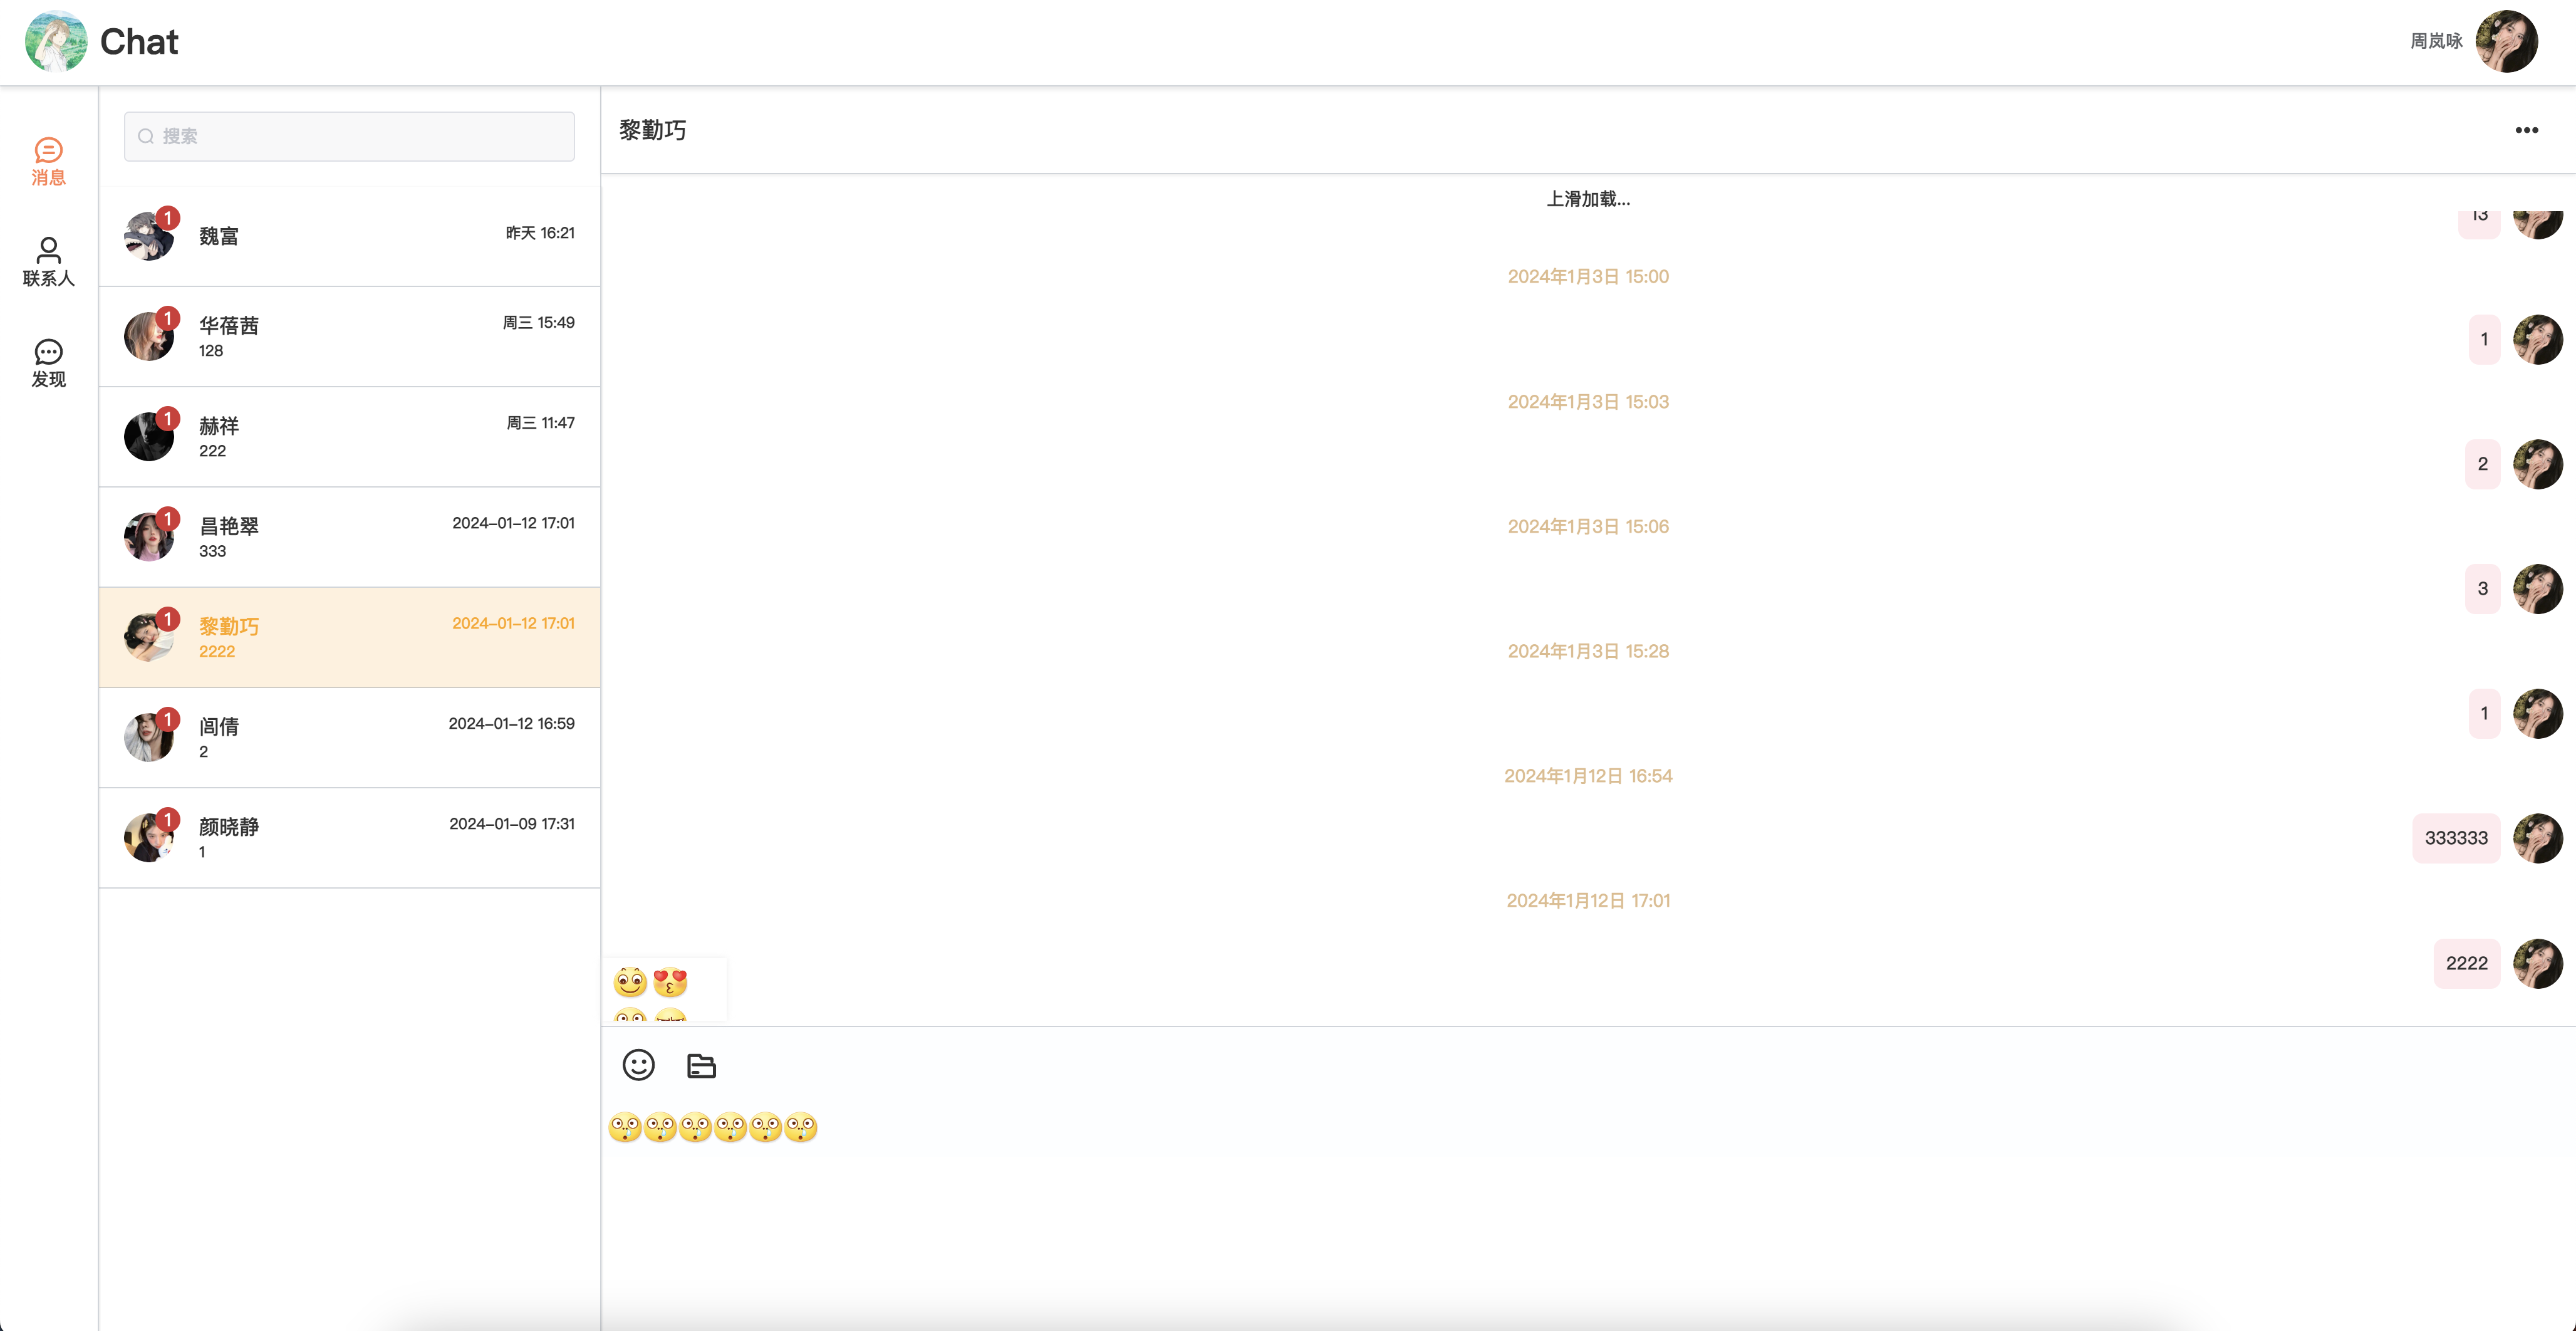 Chat
周岚咏
消息
联系人
发现
搜索
1
魏富
昨天 16:21
1
华蓓茜
周三 15:49
128
1
赫祥
周三 11:47
222
1
昌艳翠
2024-01-12 17:01
333
1
黎勤巧
2024-01-12 17:01
2222
1
闾倩
2024-01-12 16:59
2
1
颜晓静
2024-01-09 17:31
1
黎勤巧
上滑加载...
13
2024年1月3日 15:00
1
2024年1月3日 15:03
2
2024年1月3日 15:06
3
2024年1月3日 15:28
1
2024年1月12日 16:54
333333
2024年1月12日 17:01
2222